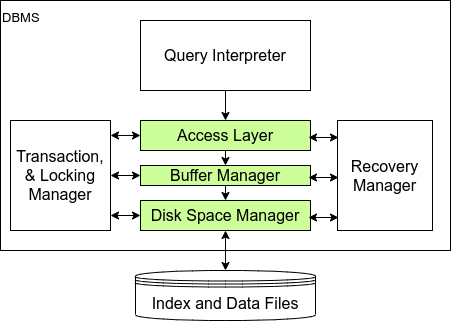 DBMS
Query Interpreter
Access Layer
Transaction,
& Locking
Manager
Buffer Manager
Recovery
Manager
Disk Space Manager
Index and Data Files